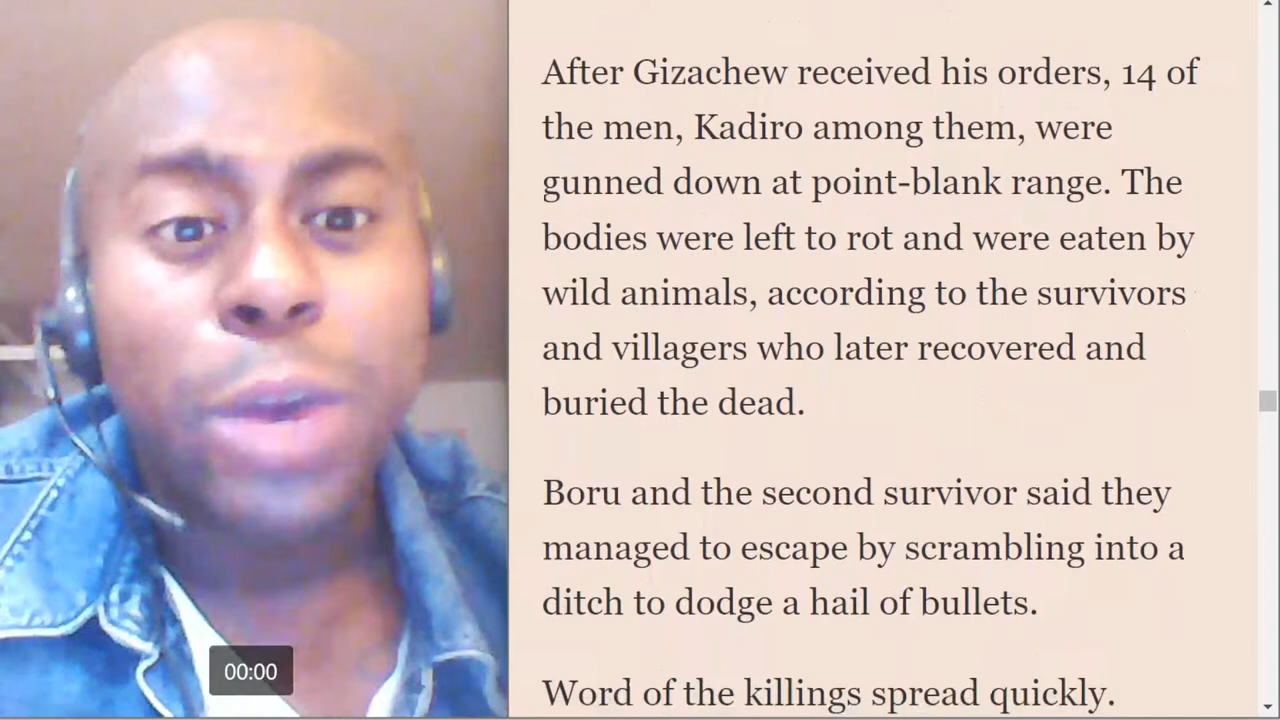 After Gizachew received his orders, 14 of
the men, Kadiro among them, were
gunned down at point-blank range. The
bodies were left to rot and were eaten by
wild animals, according to the survivors
and villagers who later recovered and
buried the dead.
Boru and the second survivor said they
managed to escape by scrambling into a
ditch to dodge a hail of bullets.
Word of the killings spread quickly.
00:00